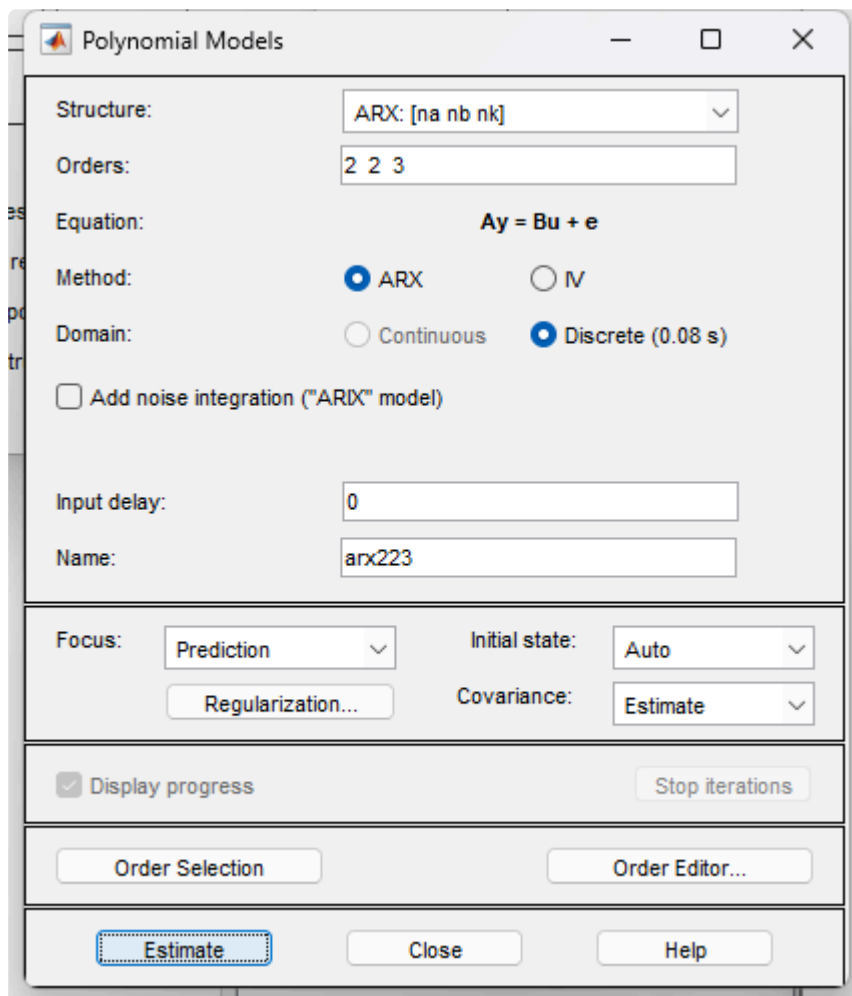 Polynomial Models
Structure: ARX: [na nb nk]
Orders: 2 2 3
Equation: Ay = Bu + e
Method: ARX IV
Domain: Continuous Discrete (0.08 s)
Add noise integration ("ARIX" model)
Input delay: 0
Name: arx223
Focus: Prediction Initial state: Auto
Regularization... Covariance: Estimate
Display progress Stop iterations
Order Selection Order Editor...
Estimate Close Help